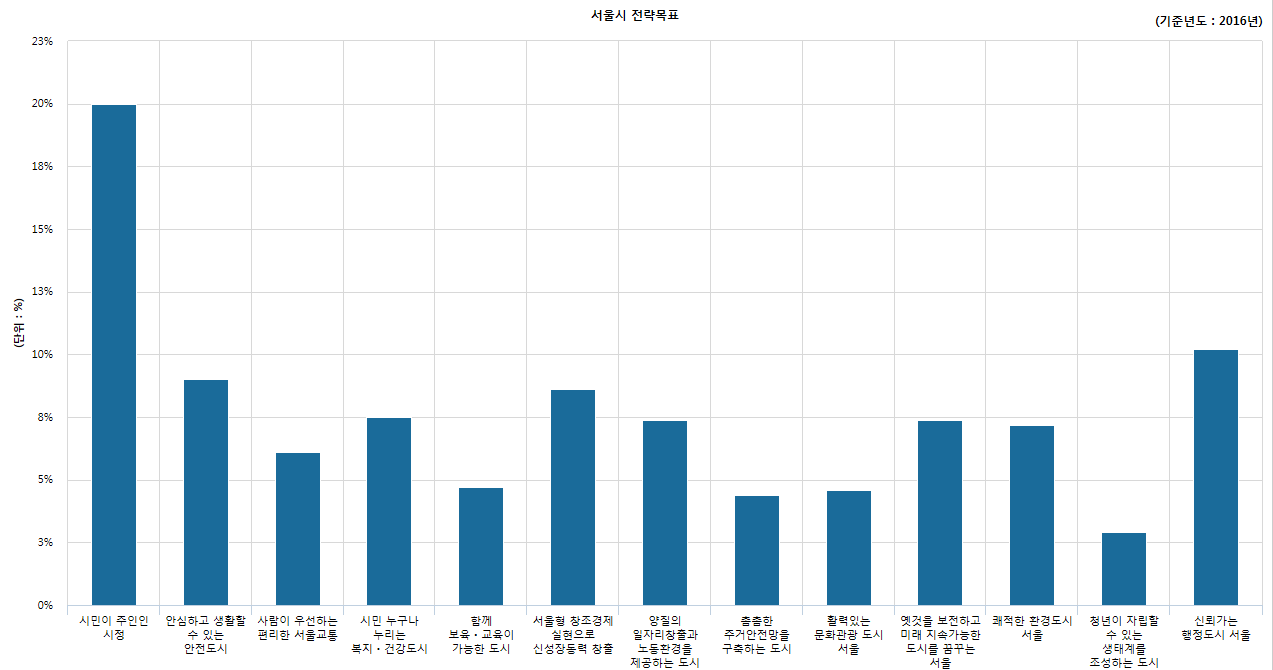 서울시 전략목표
(기준년도 : 2016년)
(단위 : %)
23%
20%
18%
15%
13%
10%
8%
5%
3%
0%
시민이 주인인
시정
안심하고 생활할
수 있는
안전도시
사람이 우선하는
편리한 서울교통
시민 누구나
누리는
복지·건강도시
함께
보육·교육이
가능한 도시
서울형 창조경제
실현으로
신성장동력 창출
양질의
일자리창출과
노동환경을
제공하는 도시
촘촘한
주거안전망을
구축하는 도시
활력있는
문화관광 도시
서울
옛것을 보전하고
미래 지속가능한
도시를 꿈꾸는
서울
쾌적한 환경도시
서울
청년이 자립할
수 있는
생태계를
조성하는 도시
신뢰가는
행정도시 서울